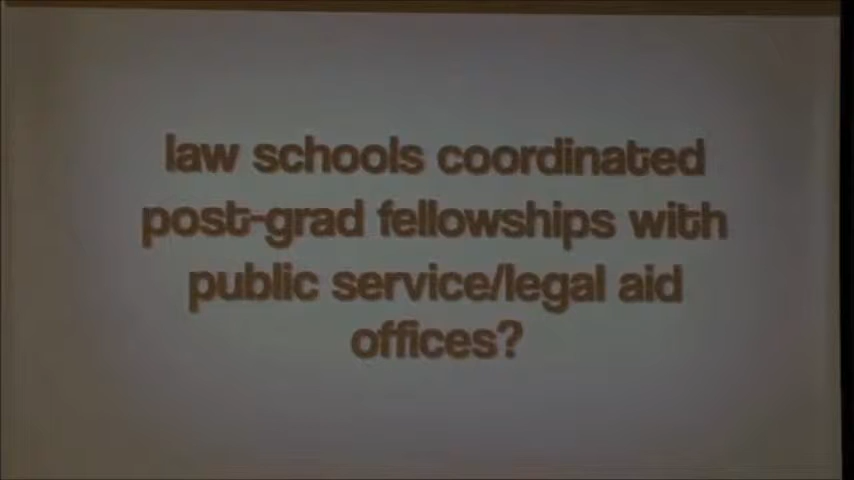 law schools coordinated
post-grad fellowships with
public service/legal aid
offices?